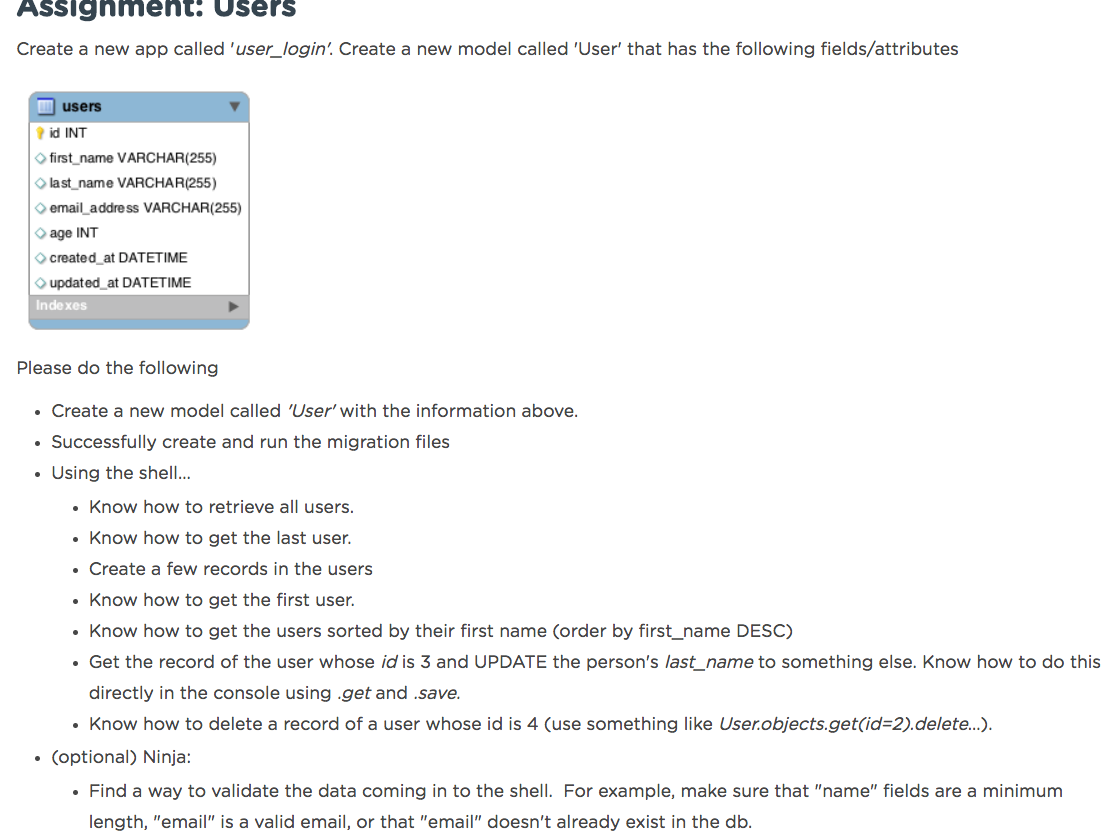 Assignment: Users
Create a new app called 'user_login'. Create a new model called 'User' that has the following fields/attributes
users
id INT
first_name VARCHAR(255)
last_name VARCHAR(255)
email_address VARCHAR(255)
age INT
created_at DATETIME
updated_at DATETIME
Indexes
Please do the following
• Create a new model called 'User' with the information above.
• Successfully create and run the migration files
• Using the shell...
• Know how to retrieve all users.
• Know how to get the last user.
• Create a few records in the users
• Know how to get the first user.
• Know how to get the users sorted by their first name (order by first_name DESC)
• Get the record of the user whose id is 3 and UPDATE the person's last_name to something else. Know how to do this
directly in the console using .get and .save.
• Know how to delete a record of a user whose id is 4 (use something like User.objects.get(id=2).delete...).
• (optional) Ninja:
• Find a way to validate the data coming in to the shell. For example, make sure that "name" fields are a minimum
length, "email" is a valid email, or that "email" doesn't already exist in the db.